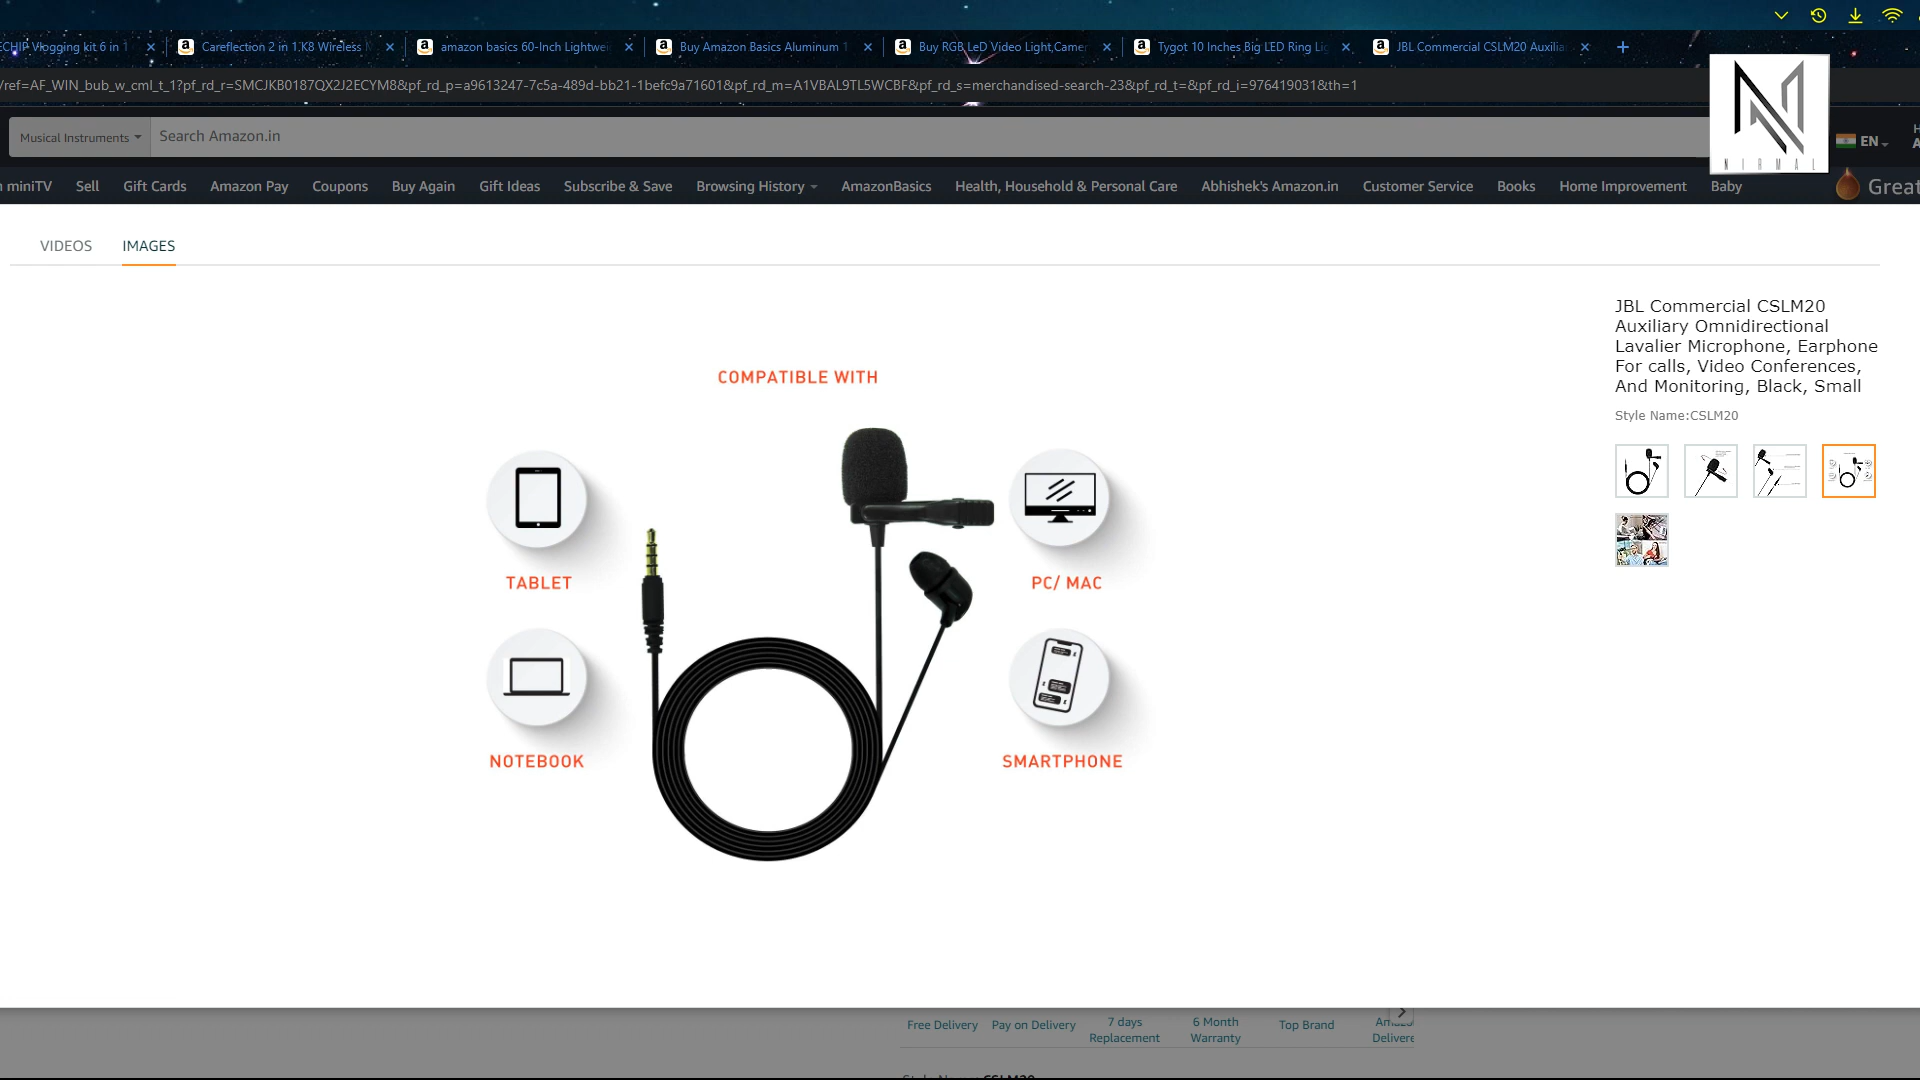 Vlogging kit 6 in 1
Careflection 2 in 1 K8 Wireless
amazon basics 60-Inch Lightwei
Buy Amazon Basics Aluminum
Buy RGB LeD Video Light,Camer
Tygot 10 Inches Big LED Ring Lig
JBL Commercial CSLM20 Auxilia
/ref=AF_WIN_bub_w_cml_t_1?pf_rd_r=SMCJKB0187QX2J2ECYM8&pf_rd_p=a9613247-7c5a-489d-bb21-1befc9a71601&pf_rd_m=A1VBAL9TL5WCBF&pf_rd_s=merchandised-search-23&pf_rd_t=&pf_rd_i=976419031&th=1
Musical Instruments
Search Amazon.in
NIRMAL
EN
miniTV Sell Gift Cards Amazon Pay Coupons Buy Again Gift Ideas Subscribe & Save Browsing History AmazonBasics Health, Household & Personal Care Abhishek's Amazon.in Customer Service Books Home Improvement Baby Great
VIDEOS IMAGES
JBL Commercial CSLM20
Auxiliary Omnidirectional
Lavalier Microphone, Earphone
For calls, Video Conferences,
And Monitoring, Black, Small
Style Name:CSLM20
COMPATIBLE WITH
TABLET
PC/ MAC
NOTEBOOK
SMARTPHONE
Free Delivery
Pay on Delivery
7 days
Replacement
6 Month
Warranty
Top Brand
Delivere